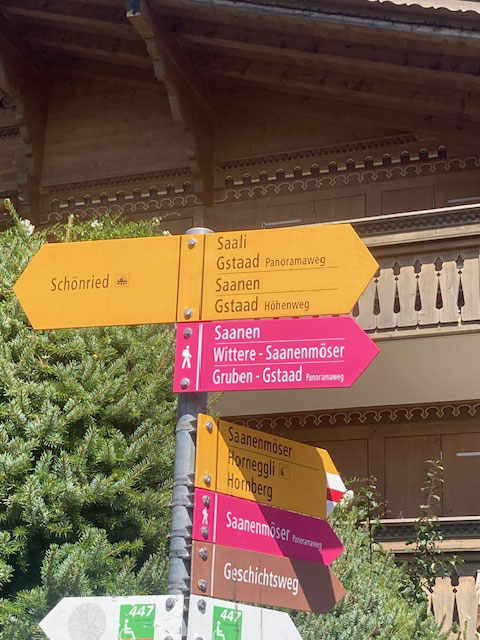 Schönried
Saali
Gstaad Panoramaweg
Saanen
Gstaad Höhenweg
Saanen
Wittere - Saanenmöser
Gruben - Gstaad Panoramaweg
Saanenmöser
Horneggli
Hornberg
Saanenmöser Panoramaweg
Geschichtsweg
447
447